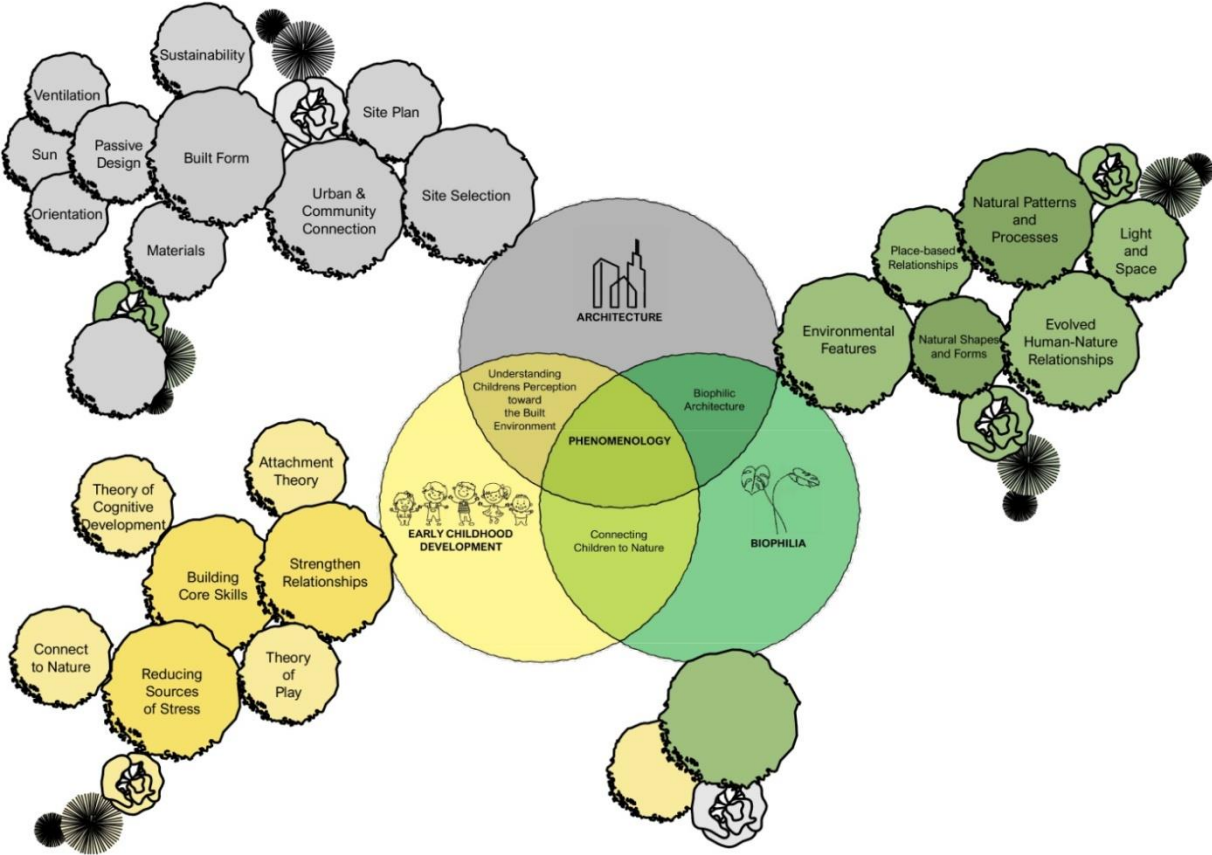 Sustainability
Ventilation
Sun
Passive
Design
Orientation
Built Form
Materials
Site Plan
Urban &
Community
Connection
Site Selection
ARCHITECTURE
Understanding
Childrens Perception
toward
the Built
Environment
Biophilic
Architecture
PHENOMENOLOGY
EARLY CHILDHOOD
DEVELOPMENT
Connecting
Children to Nature
BIOPHILIA
Natural Patterns
and
Processes
Place-based
Relationships
Light
and
Space
Environmental
Features
Natural Shapes
and Forms
Evolved
Human-Nature
Relationships
Attachment
Theory
Theory of
Cognitive
Development
Building
Core Skills
Strengthen
Relationships
Connect
to Nature
Reducing
Sources
of Stress
Theory
of
Play